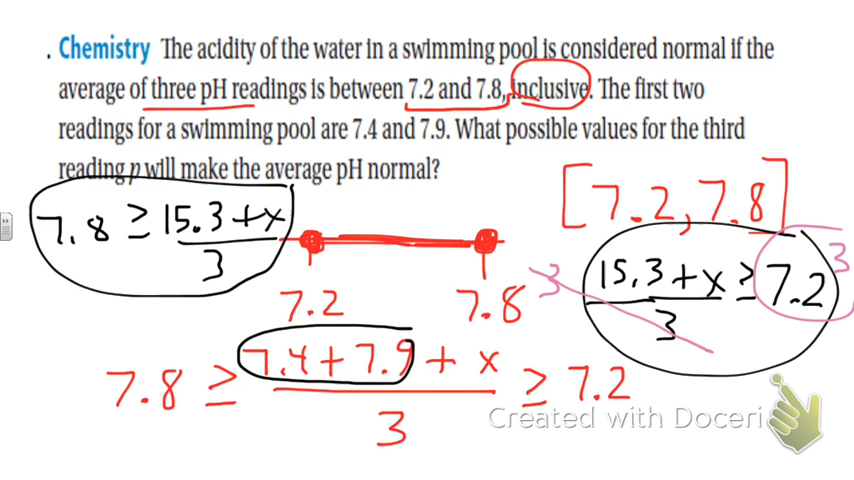 . Chemistry The acidity of the water in a swimming pool is considered normal if the
average of three pH readings is between 7.2 and 7.8, inclusive. The first two
readings for a swimming pool are 7.4 and 7.9. What possible values for the third
reading p will make the average pH normal?
[7.2, 7.8]
7.8 ≥ 15.3 + x
3
3 15.3 + x ≥ 7.2 3
3
7.2 7.8
7.8 ≥ 7.4 + 7.9 + x ≥ 7.2
3
Created with Doceri